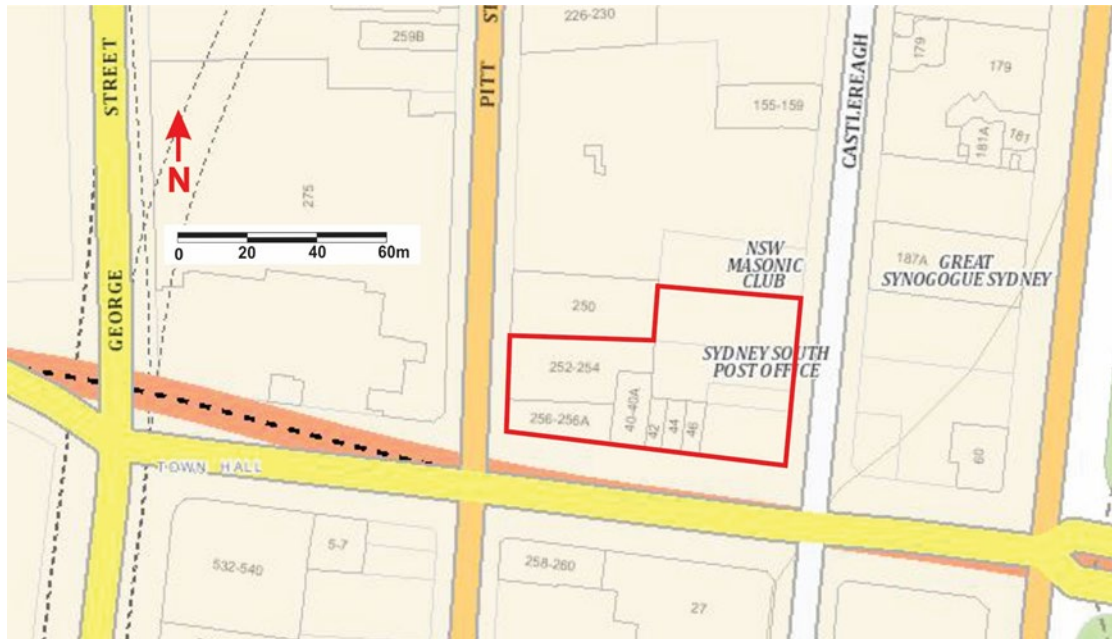 STREET
GEORGE
259B
PITT
ST
226-230
155-159
CASTLEREAGH
179
179
181A
181
N
275
0 20 40 60m
NSW
MASONIC
CLUB
187A
GREAT
SYNOGOGUE SYDNEY
250
252-254
SYDNEY SOUTH
POST OFFICE
256-256A
40-40A
42
44
46
60
TOWN HALL
532-540
5-7
258-260
27